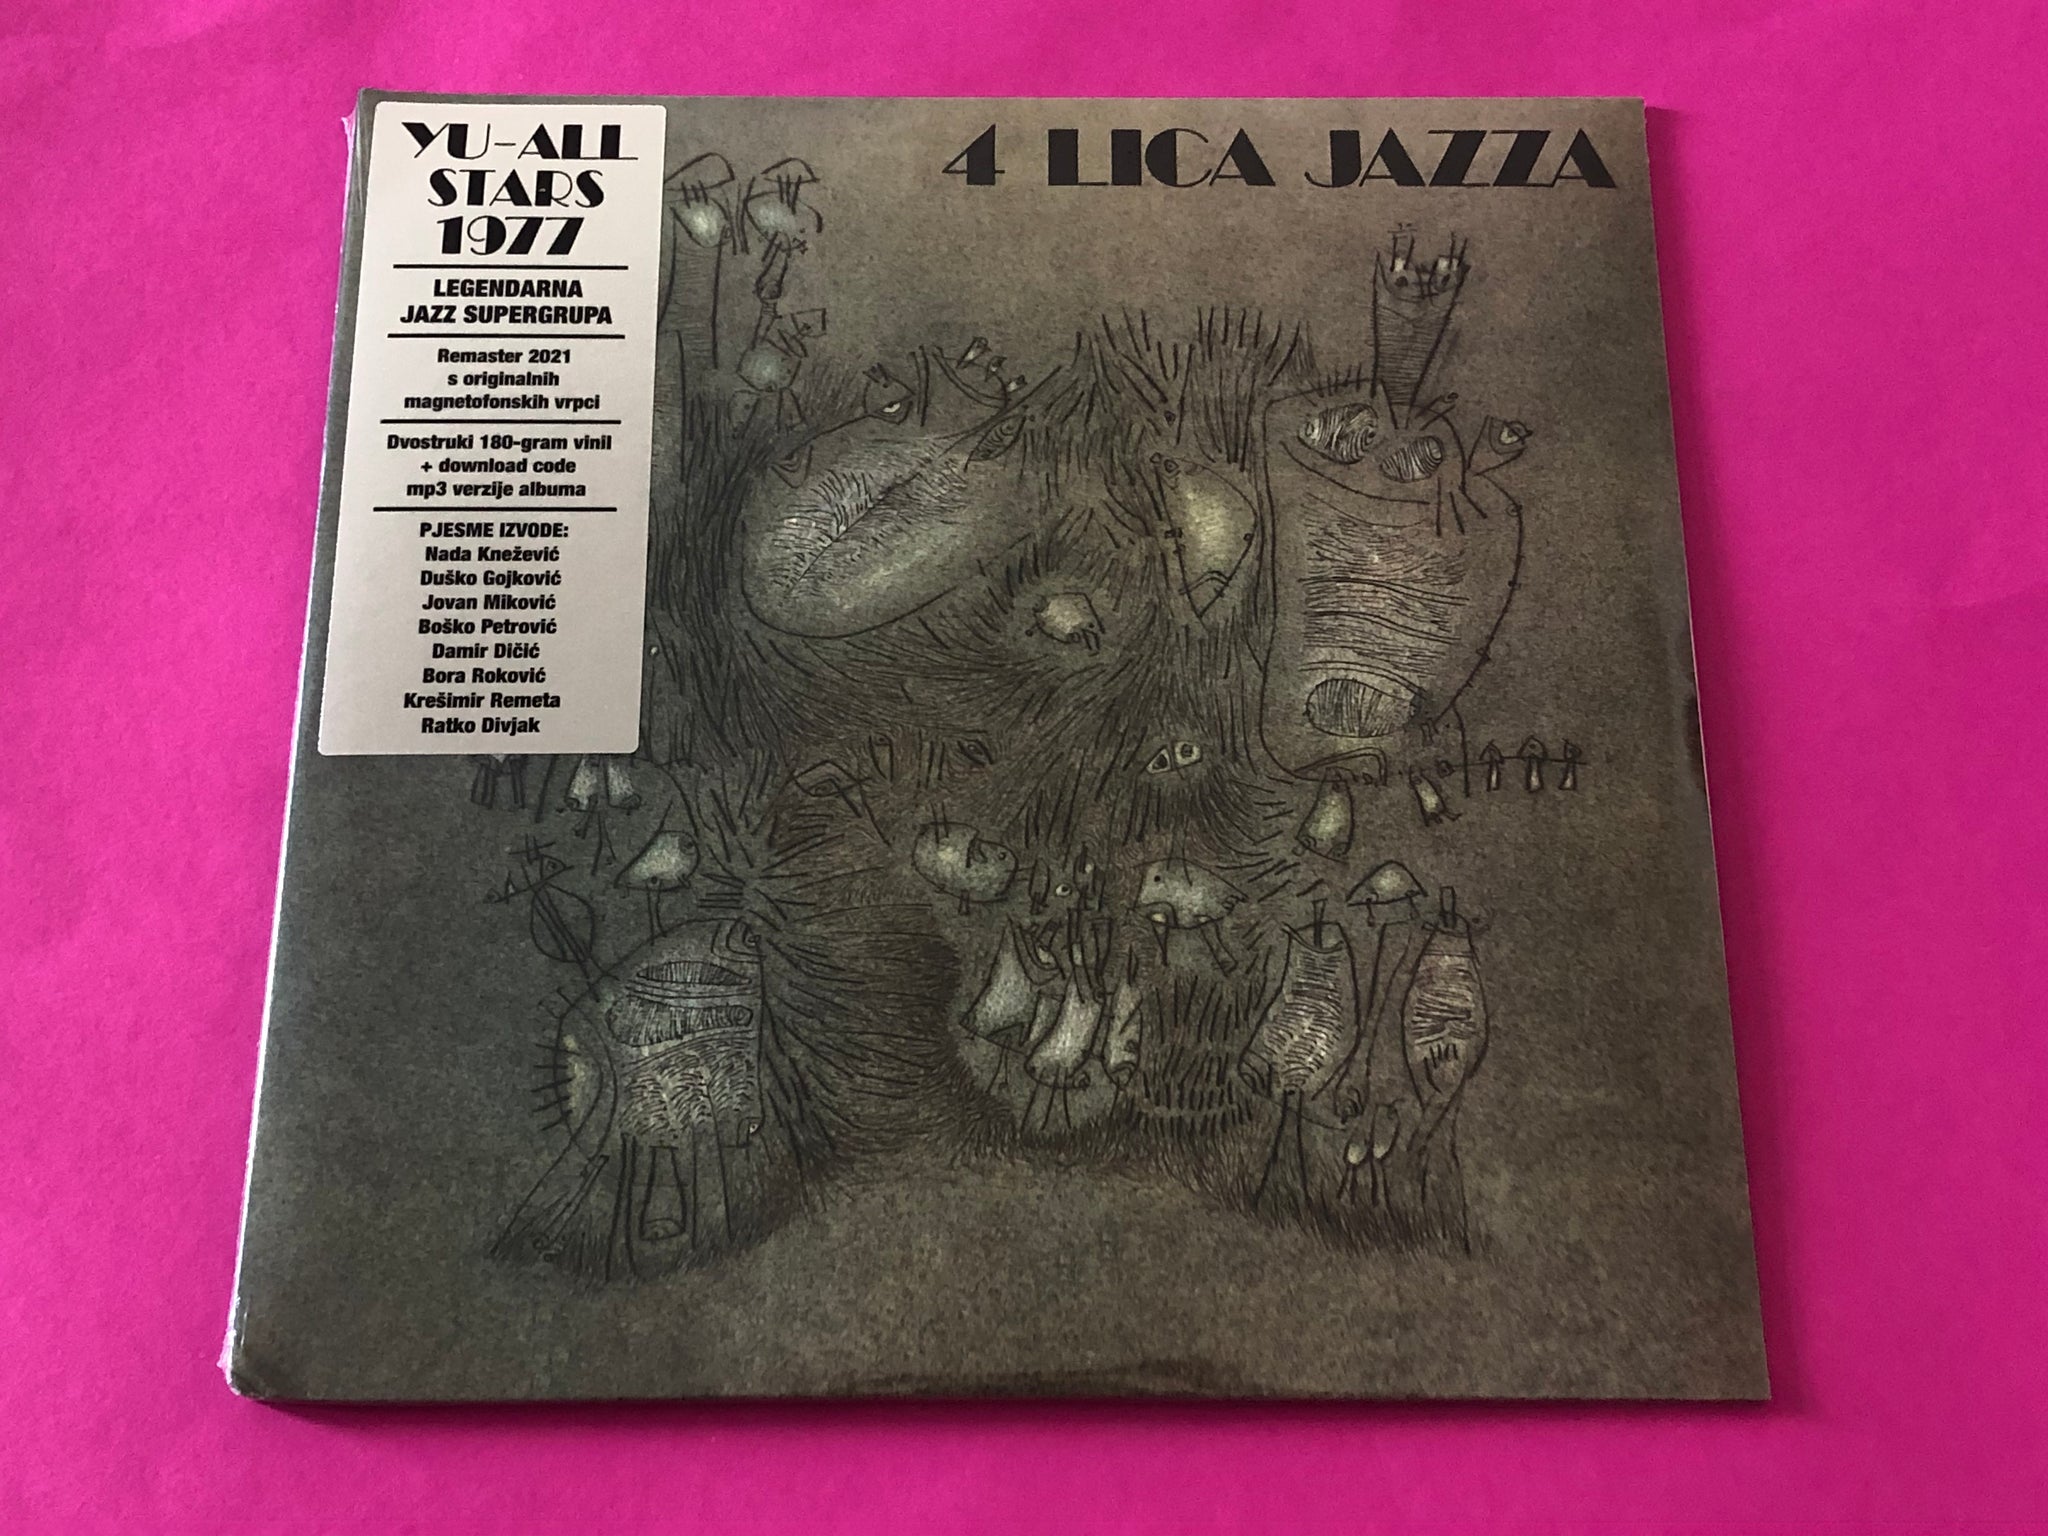 YU-ALL
STARS
1977
LEGENDARNA
JAZZ SUPERGRUPA
Remaster 2021
s originalnih
magnetofonskih vrpci
Dvostruki 180-gram vinil
+ download code
mp3 verzije albuma
PJESME IZVODE:
Nada Knežević
Duško Gojković
Jovan Miković
Boško Petrović
Damir Dičić
Bora Roković
Krešimir Remeta
Ratko Divjak
4 LICA JAZZA